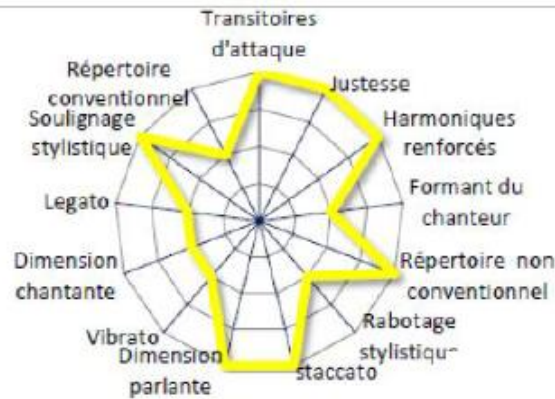 Transitoires
d'attaque
Justesse
Harmoniques
renforcés
Formant du
chanteur
Répertoire non
conventionnel
Rabotage
stylistiqu
staccato
Dimension
parlante
Vibrato
Dimension
chantante
Legato
Soulignage
stylistique
Répertoire
conventionnel